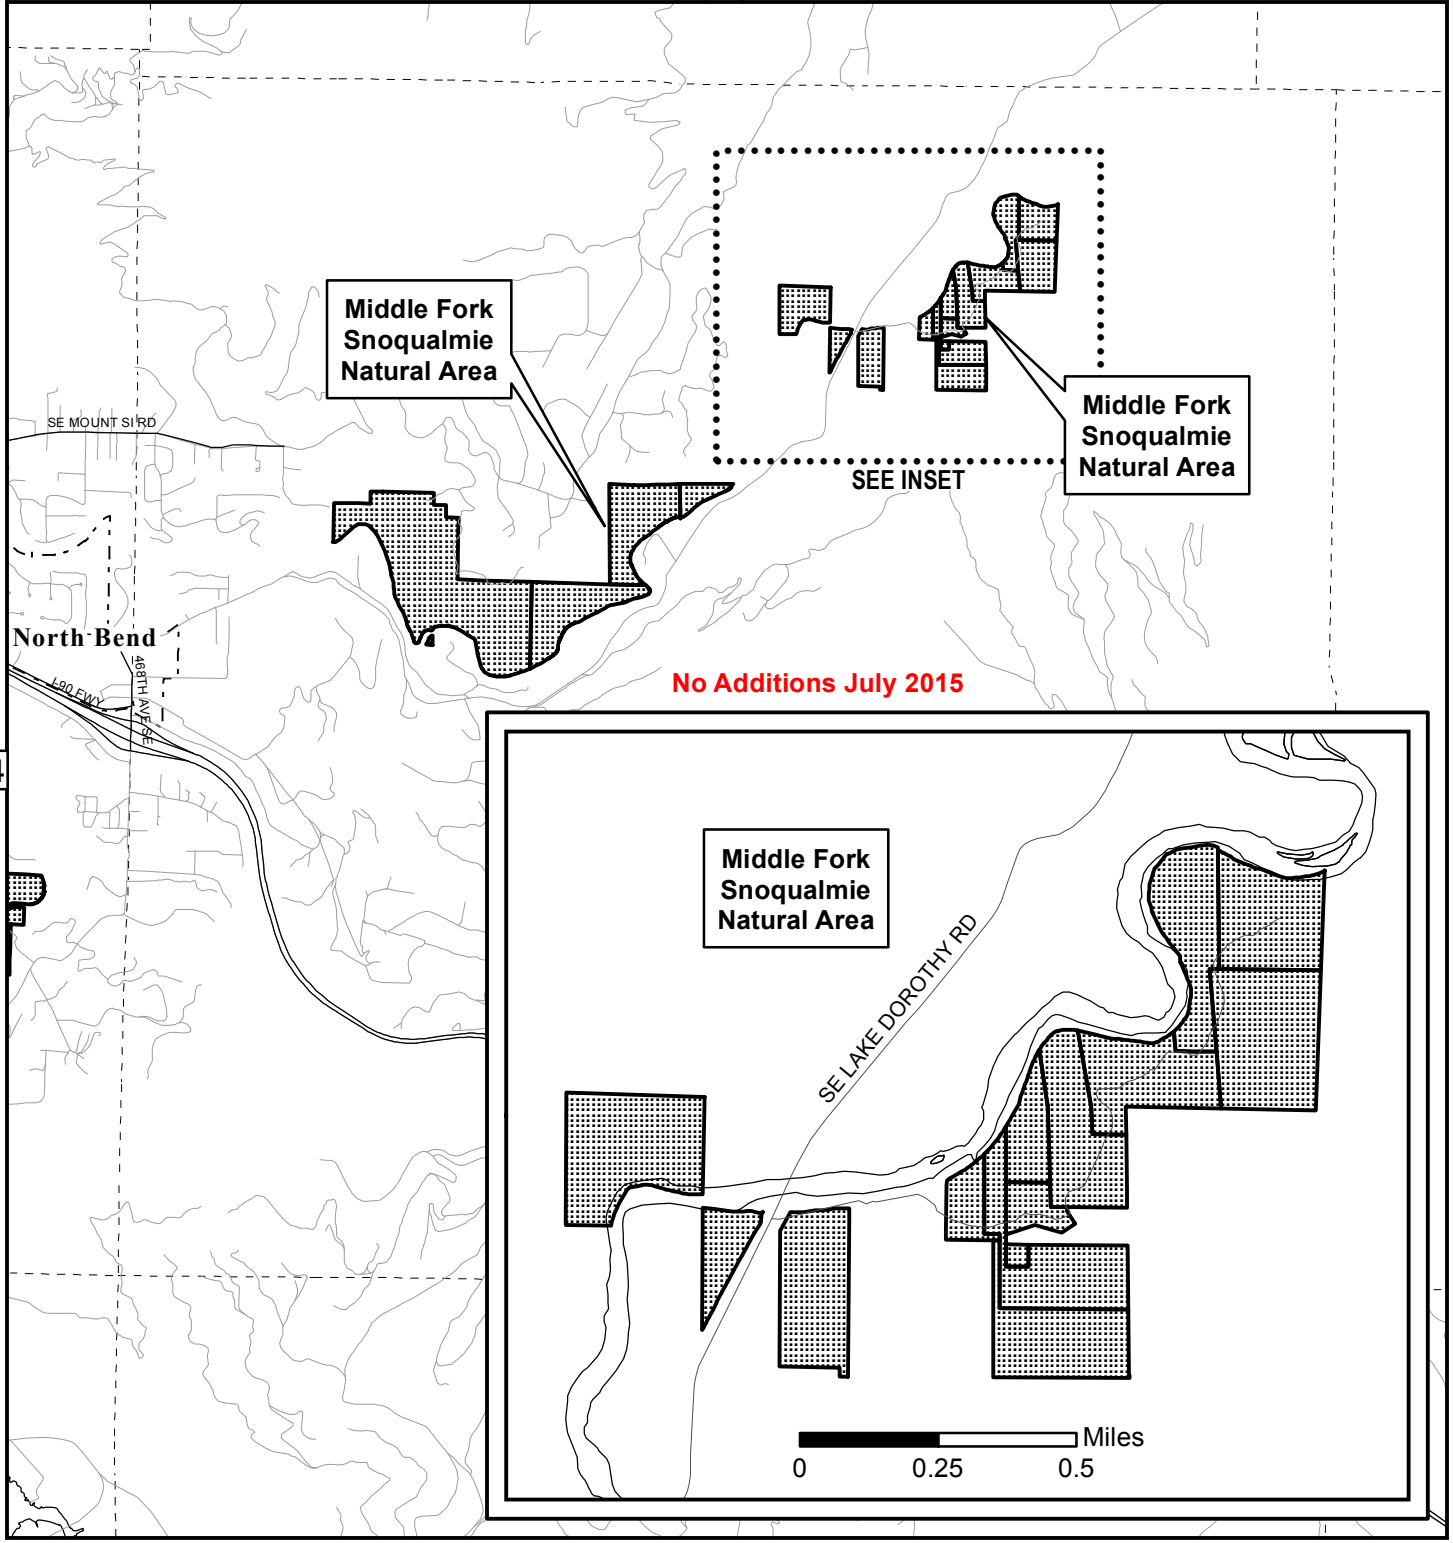 Middle Fork
Snoqualmie
Natural Area
Middle Fork
Snoqualmie
Natural Area
SE MOUNT SI RD
SEE INSET
North Bend
468TH AVE SE
I-90 FWY
No Additions July 2015
Middle Fork
Snoqualmie
Natural Area
SE LAKE DOROTHY RD
Miles
0 0.25 0.5